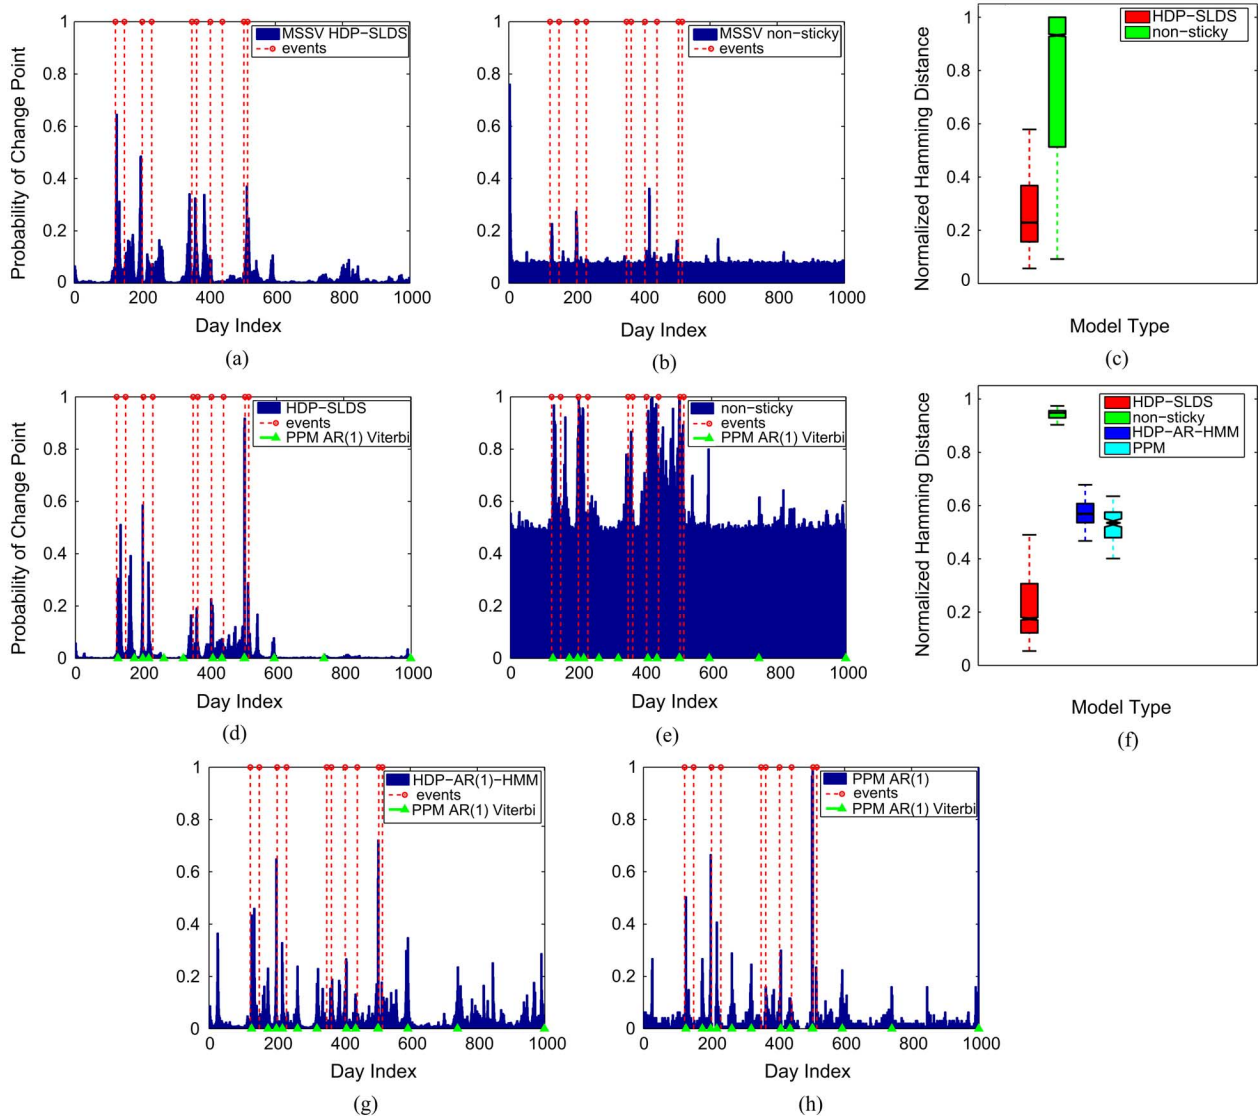 Probability of Change Point
1
0.8
0.6
0.4
0.2
0
0 200 400 600 800 1000
MSSV HDP-SLDS
events
Day Index
(a)
1
0.8
0.6
0.4
0.2
0
0 200 400 600 800 1000
MSSV non-sticky
events
Day Index
(b)
Normalized Hamming Distance
1
0.8
0.6
0.4
0.2
0
HDP-SLDS
non-sticky
Model Type
(c)
Probability of Change Point
1
0.8
0.6
0.4
0.2
0
0 200 400 600 800 1000
HDP-SLDS
events
PPM AR(1) Viterbi
Day Index
(d)
1
0.8
0.6
0.4
0.2
0
0 200 400 600 800 1000
non-sticky
events
PPM AR(1) Viterbi
Day Index
(e)
Normalized Hamming Distance
1
0.8
0.6
0.4
0.2
0
HDP-SLDS
non-sticky
HDP-AR-HMM
PPM
Model Type
(f)
1
0.8
0.6
0.4
0.2
0
0 200 400 600 800 1000
HDP-AR(1)-HMM
events
PPM AR(1) Viterbi
Day Index
(g)
1
0.8
0.6
0.4
0.2
0
0 200 400 600 800 1000
PPM AR(1)
events
PPM AR(1) Viterbi
Day Index
(h)